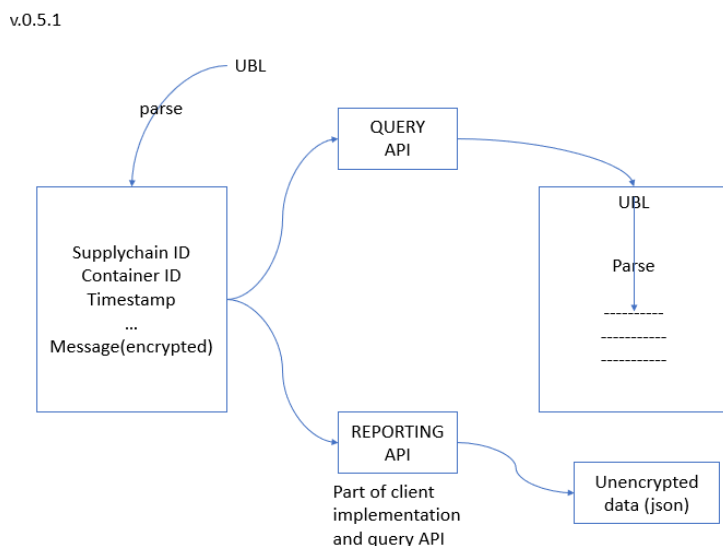 v.0.5.1
UBL
parse
QUERY
API
UBL
Supplychain ID
Container ID
Timestamp
...
Message(encrypted)
Parse
----------
-----------
-----------
REPORTING
API
Part of client
implementation
and query API
Unencrypted
data (json)